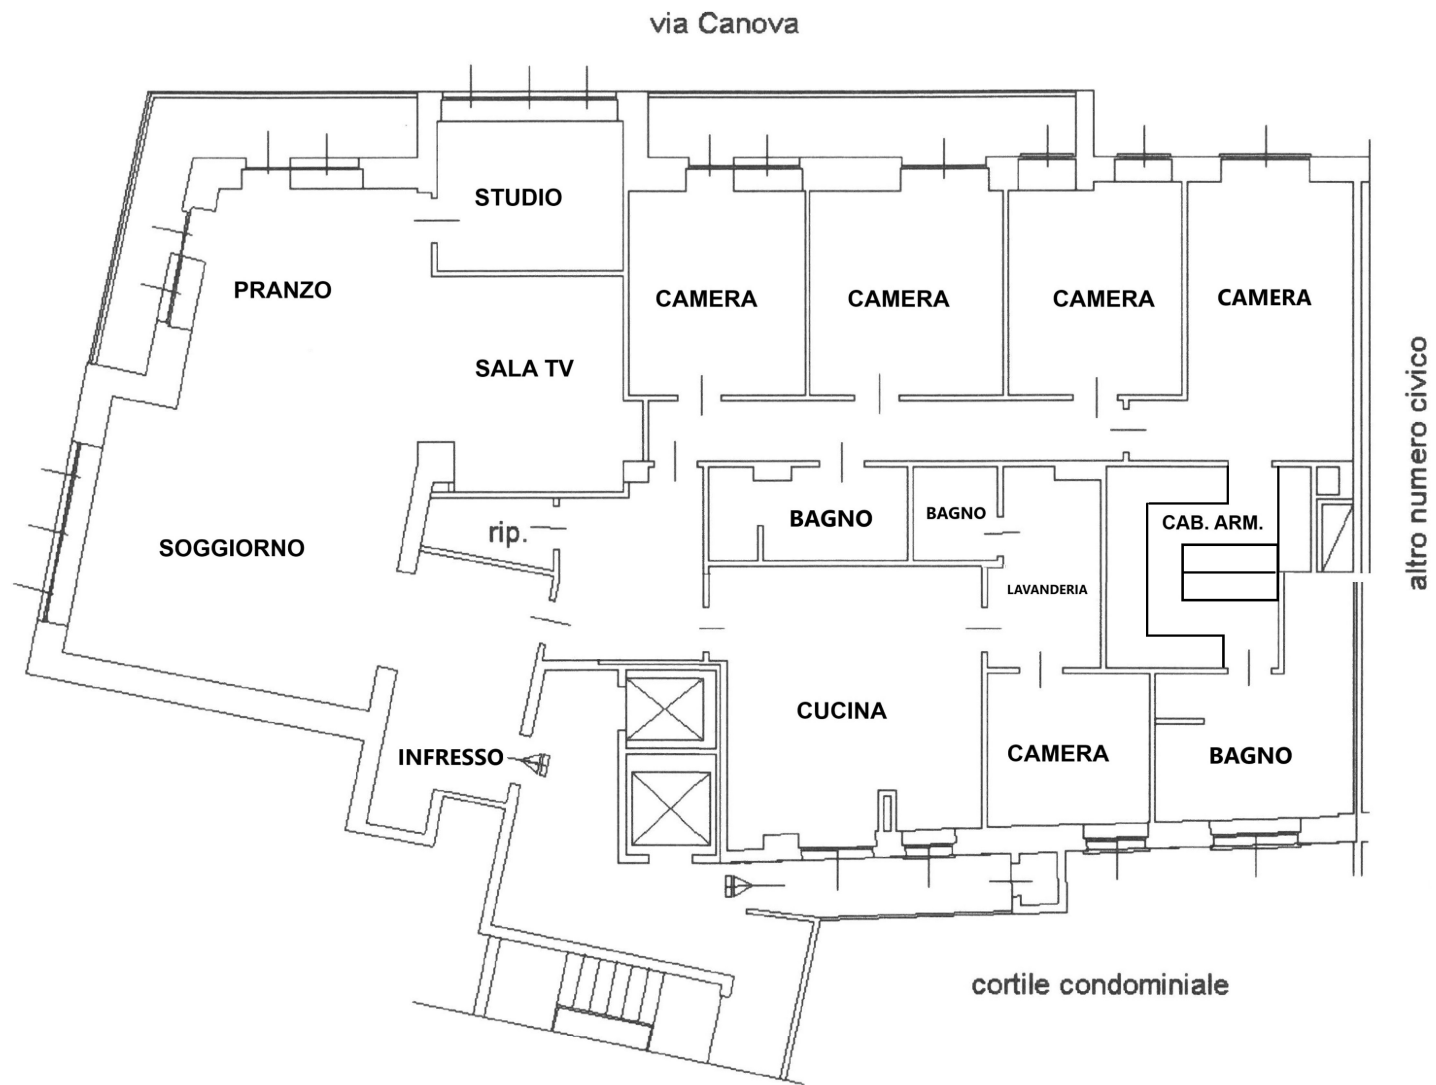 via Canova
STUDIO
PRANZO
CAMERA
CAMERA
CAMERA
CAMERA
SALA TV
altro numero civico
BAGNO
BAGNO
CAB. ARM.
rip.
SOGGIORNO
LAVANDERIA
CUCINA
INFRESSO
CAMERA
BAGNO
cortile condominiale